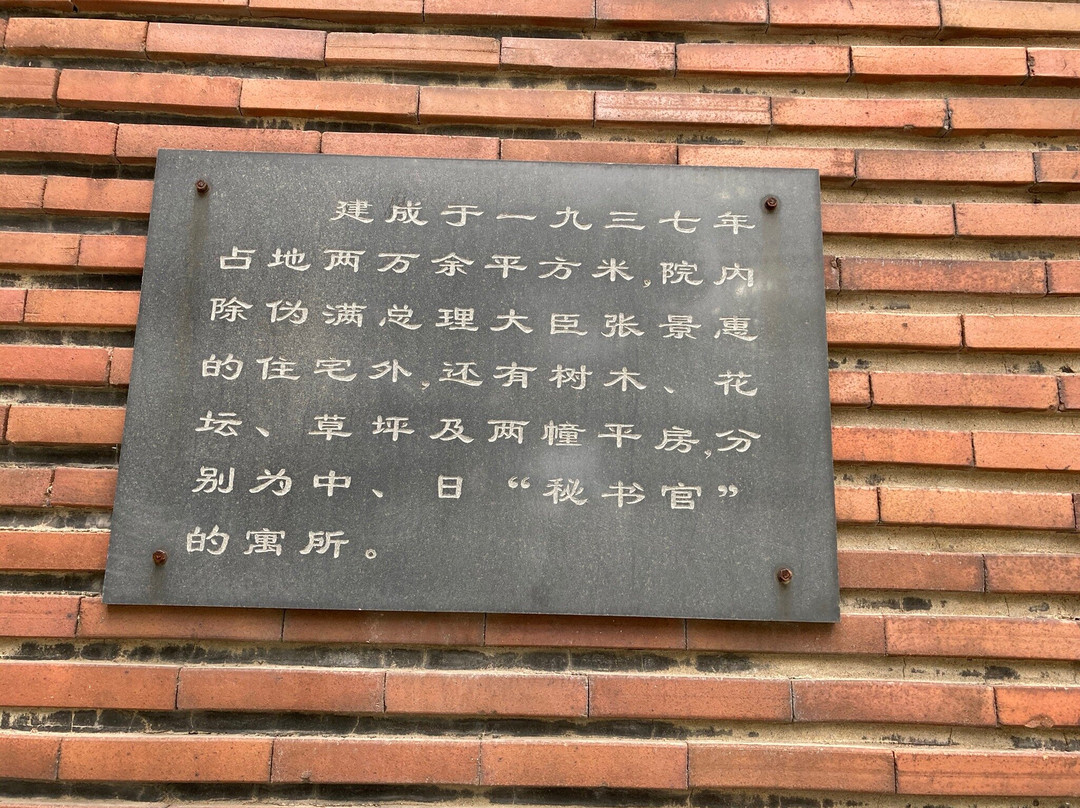 建成于一九三七年
占地两万余平方米,院内
除伪满总理大臣张景惠
的住宅外,还有树木、花
坛、草坪及两幢平房,分
别为中、日“秘书官”
的寓所。